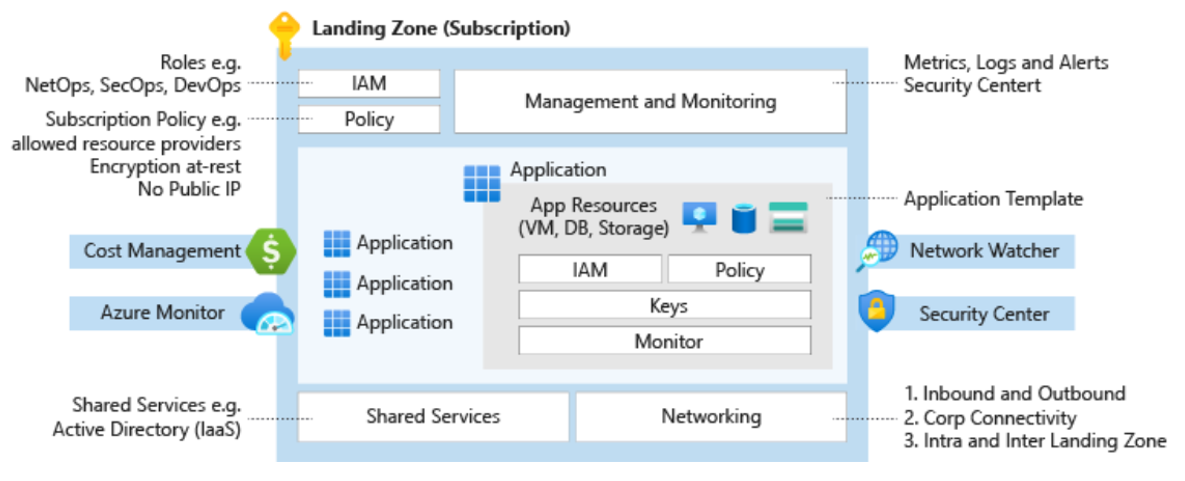 Landing Zone (Subscription)
Roles e.g.
NetOps, SecOps, DevOps
IAM
Management and Monitoring
Metrics, Logs and Alerts
Security Centert
Subscription Policy e.g.
allowed resource providers
Encryption at-rest
No Public IP
Policy
Application
App Resources
(VM, DB, Storage)
Application Template
Cost Management
Application
IAM
Policy
Network Watcher
Application
Keys
Azure Monitor
Application
Monitor
Security Center
Shared Services e.g.
Active Directory (IaaS)
Shared Services
Networking
1. Inbound and Outbound
2. Corp Connectivity
3. Intra and Inter Landing Zone